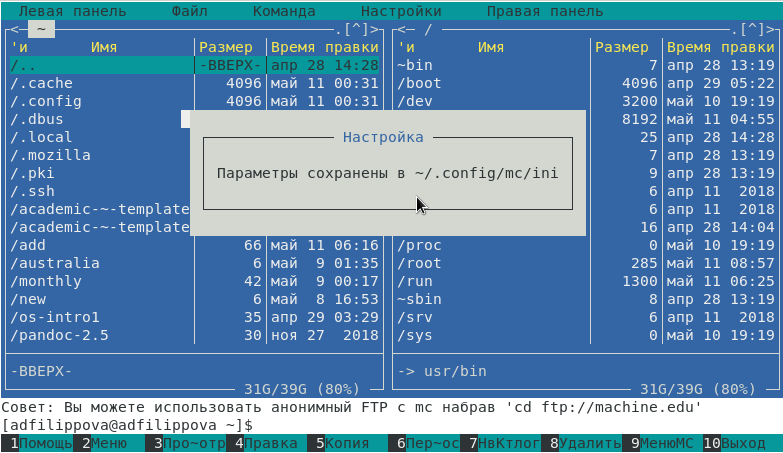 Левая панель Файл Команда Настройки Правая панель
<— ~ .[^]> <— / .[^]>
'и Имя Размер Время правки 'и Имя Размер Время правки
/.. -ВВЕРХ- апр 28 14:28 ~bin 7 апр 28 13:19
/.cache 4096 май 11 00:31 /boot 4096 апр 29 05:22
/.config 4096 май 11 00:31 /dev 3200 май 10 19:19
/.dbus 8192 май 11 04:55
/.local Настройка 25 апр 28 14:28
/.mozilla 7 апр 28 13:19
/.pki Параметры сохранены в ~/.config/mc/ini 9 апр 28 13:19
/.ssh 6 апр 11 2018
/academic-~-template 6 апр 11 2018
/academic-~-template 16 апр 28 14:04
/add 66 май 11 06:16 /proc 0 май 10 19:19
/australia 6 май 9 01:35 /root 285 май 11 08:57
/monthly 42 май 9 00:17 /run 1300 май 11 06:25
/new 6 май 8 16:53 ~sbin 8 апр 28 13:19
/os-intro1 35 апр 29 03:29 /srv 6 апр 11 2018
/pandoc-2.5 30 ноя 27 2018 /sys 0 май 10 19:19
-ВВЕРХ- -> usr/bin
31G/39G (80%) 31G/39G (80%)
Совет: Вы можете использовать анонимный FTP с mc набрав 'cd ftp://machine.edu'
[adfilippova@adfilippova ~]$
1Помощь 2Меню 3Про~отр 4Правка 5Копия 6Пер~ос 7НвКтлог 8Удалить 9МенюМС 10Выход